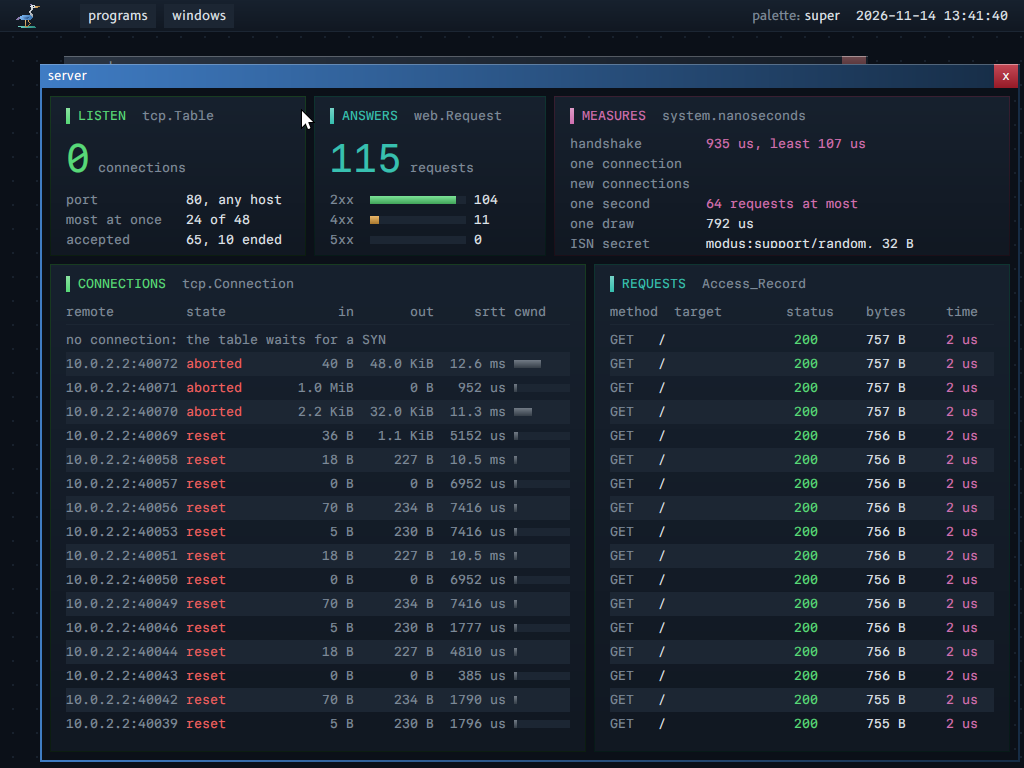 programs windows palette: super 2026-11-14 13:41:40
server x
LISTEN tcp.Table
0 connections
port 80, any host
most at once 24 of 48
accepted 65, 10 ended
ANSWERS web.Request
115 requests
2xx 104
4xx 11
5xx 0
MEASURES system.nanoseconds
handshake 935 us, least 107 us
one connection
new connections
one second 64 requests at most
one draw 792 us
ISN secret modus:support/random, 32 B
CONNECTIONS tcp.Connection
remote state in out srtt cwnd
no connection: the table waits for a SYN
10.0.2.2:40072 aborted 40 B 48.0 KiB 12.6 ms
10.0.2.2:40071 aborted 1.0 MiB 0 B 952 us
10.0.2.2:40070 aborted 2.2 KiB 32.0 KiB 11.3 ms
10.0.2.2:40069 reset 36 B 1.1 KiB 5152 us
10.0.2.2:40058 reset 18 B 227 B 10.5 ms
10.0.2.2:40057 reset 0 B 0 B 6952 us
10.0.2.2:40056 reset 70 B 234 B 7416 us
10.0.2.2:40053 reset 5 B 230 B 7416 us
10.0.2.2:40051 reset 18 B 227 B 10.5 ms
10.0.2.2:40050 reset 0 B 0 B 6952 us
10.0.2.2:40049 reset 70 B 234 B 7416 us
10.0.2.2:40046 reset 5 B 230 B 1777 us
10.0.2.2:40044 reset 18 B 227 B 4810 us
10.0.2.2:40043 reset 0 B 0 B 385 us
10.0.2.2:40042 reset 70 B 234 B 1790 us
10.0.2.2:40039 reset 5 B 230 B 1796 us
REQUESTS Access_Record
method target status bytes time
GET / 200 757 B 2 us
GET / 200 757 B 2 us
GET / 200 757 B 2 us
GET / 200 757 B 2 us
GET / 200 756 B 2 us
GET / 200 756 B 2 us
GET / 200 756 B 2 us
GET / 200 756 B 2 us
GET / 200 756 B 2 us
GET / 200 756 B 2 us
GET / 200 756 B 2 us
GET / 200 756 B 2 us
GET / 200 756 B 2 us
GET / 200 756 B 2 us
GET / 200 756 B 2 us
GET / 200 755 B 2 us
GET / 200 755 B 2 us